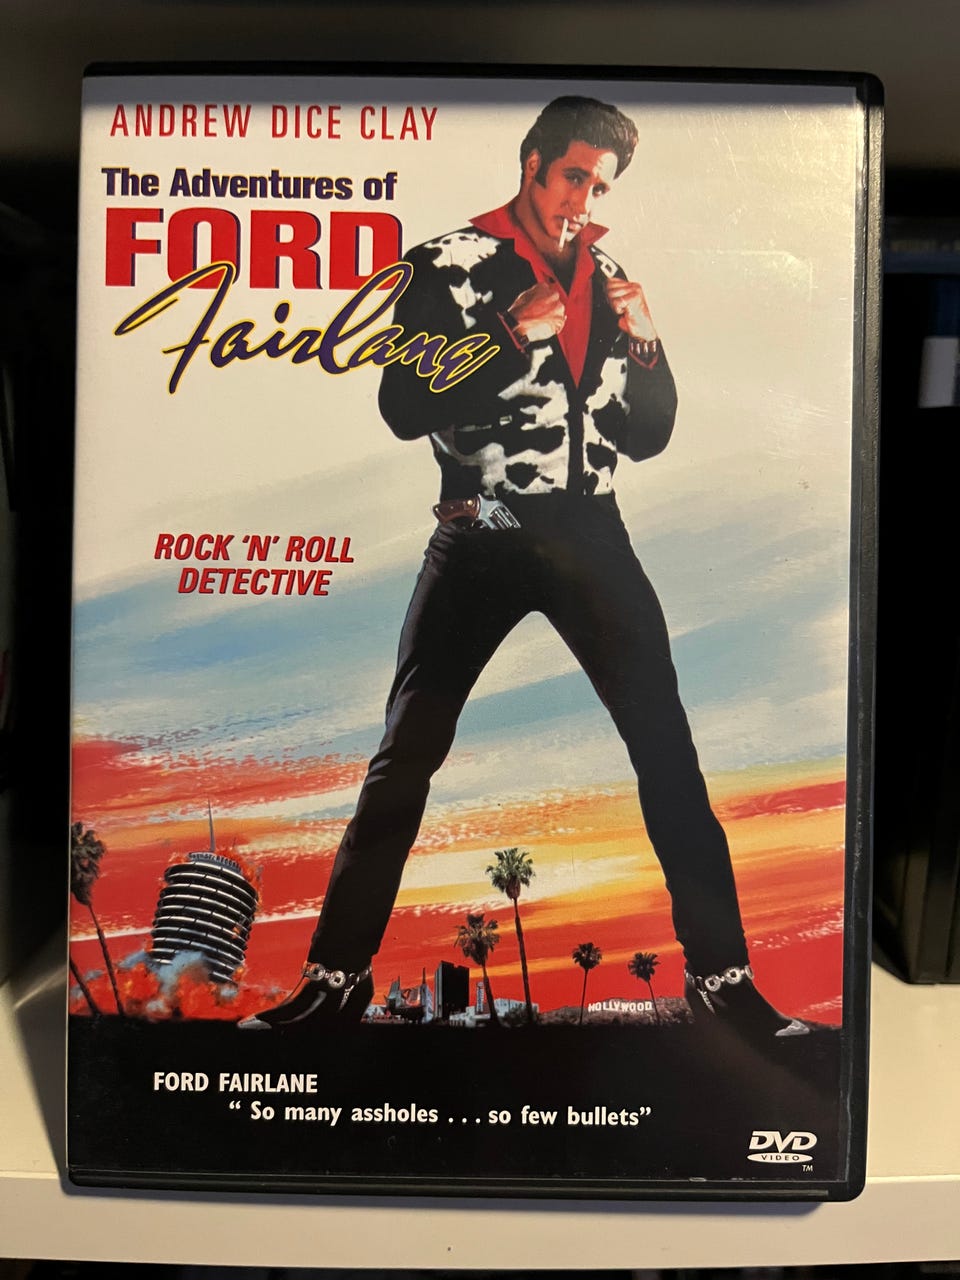 ANDREW DICE CLAY
The Adventures of
FORD
Fairlane
ROCK ‘N’ ROLL
DETECTIVE
HOLLYWOOD
FORD FAIRLANE
“ So many assholes . . . so few bullets”
DVD
VIDEO
TM